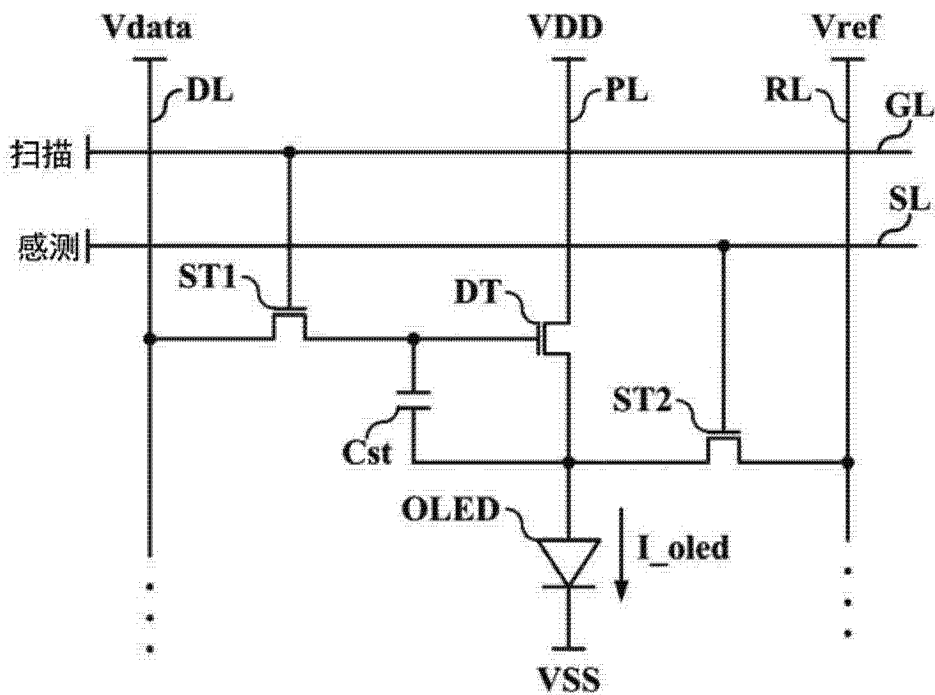 Vdata
VDD
Vref
DL
PL
RL
GL
扫描
SL
感测
ST1
DT
ST2
Cst
OLED
I_oled
VSS